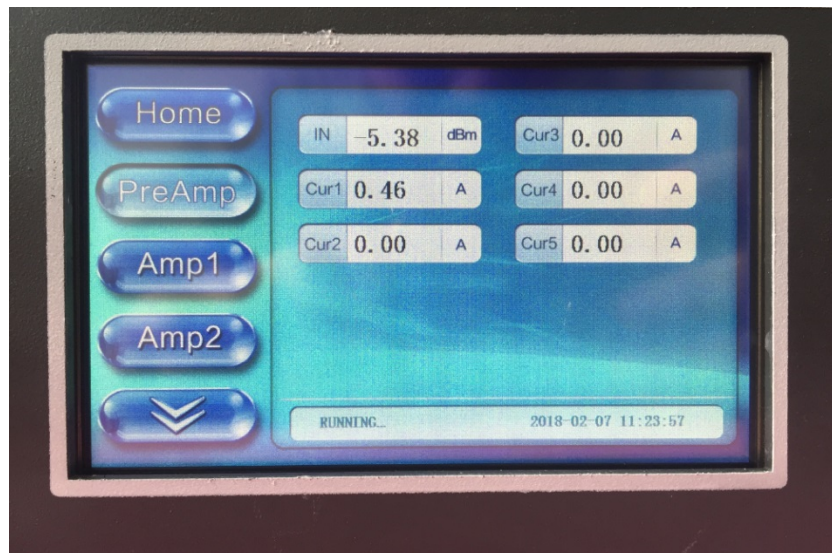 Home
PreAmp
Amp1
Amp2
IN -5.38 dBm
Cur1 0.46 A
Cur2 0.00 A
Cur3 0.00 A
Cur4 0.00 A
Cur5 0.00 A
RUNNING... 2018-02-07 11:23:57